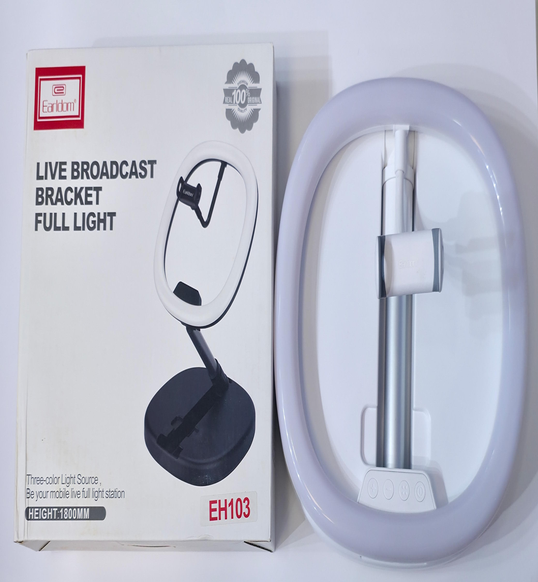 Earldom®
100%
LIVE BROADCAST
BRACKET
FULL LIGHT
Three-color Light Source ,
Be your mobile live full light station
HEIGHT:1800MM
EH103